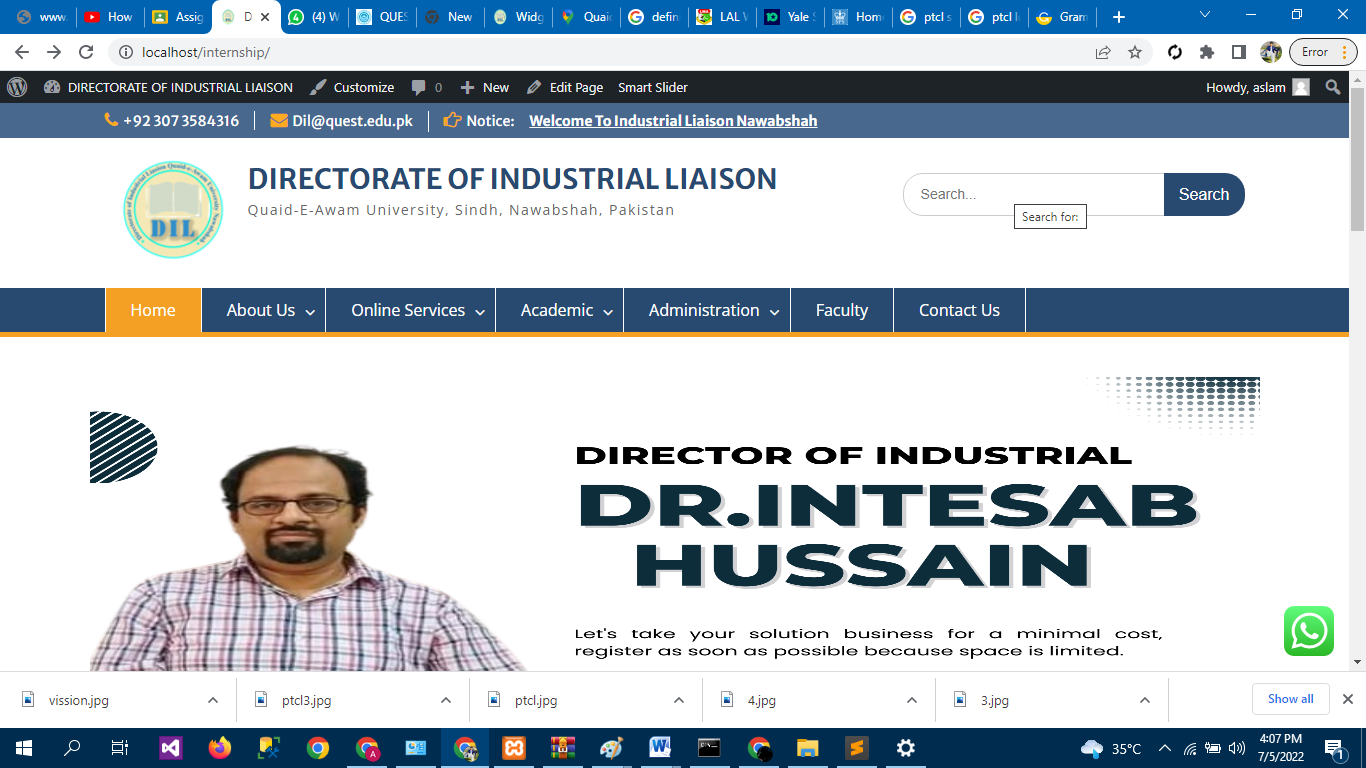 www.
How
Assig
D
(4) W
QUES
New
Widg
Quaid
defin
LAL V
Yale S
Hom
ptcl s
ptcl l
Gram
localhost/internship/
Error
DIRECTORATE OF INDUSTRIAL LIAISON
Customize
0
New
Edit Page
Smart Slider
Howdy, aslam
+92 307 3584316
Dil@quest.edu.pk
Notice:
Welcome To Industrial Liaison Nawabshah
DIL
DIRECTORATE OF INDUSTRIAL LIAISON
Quaid-E-Awam University, Sindh, Nawabshah, Pakistan
Search...
Search
Search for:
Home
About Us
Online Services
Academic
Administration
Faculty
Contact Us
DIRECTOR OF INDUSTRIAL
DR.INTESAB
HUSSAIN
Let's take your solution business for a minimal cost,
register as soon as possible because space is limited.
vission.jpg
ptcl3.jpg
ptcl.jpg
4.jpg
3.jpg
Show all
35°C
4:07 PM
7/5/2022
1